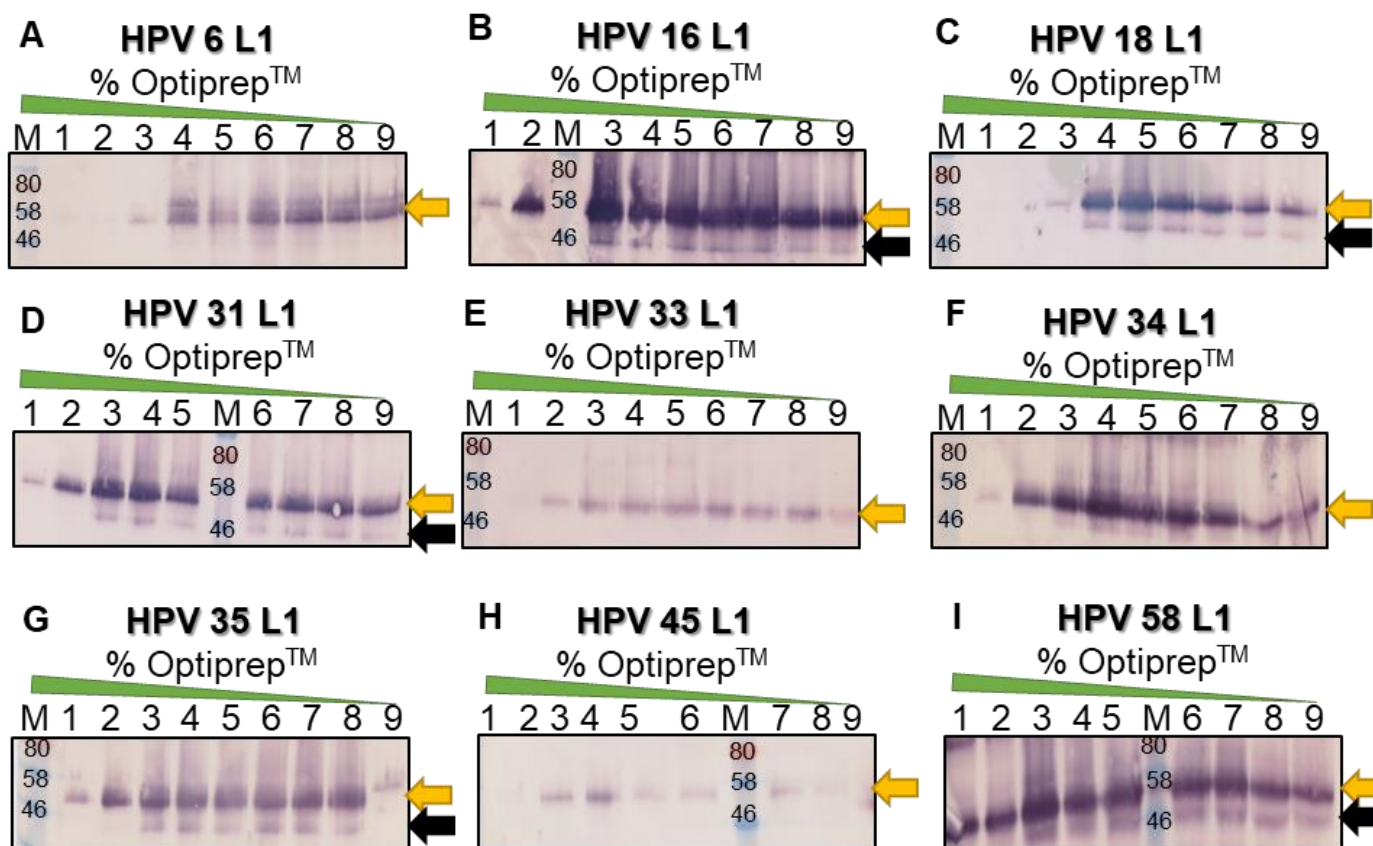 A
HPV 6 L1
% Optiprep™
M 1 2 3 4 5 6 7 8 9
80
58
46
B
HPV 16 L1
% Optiprep™
1 2 M 3 4 5 6 7 8 9
80
58
46
C
HPV 18 L1
% Optiprep™
M 1 2 3 4 5 6 7 8 9
80
58
46
D
HPV 31 L1
% Optiprep™
1 2 3 4 5 M 6 7 8 9
80
58
46
E
HPV 33 L1
% Optiprep™
M 1 2 3 4 5 6 7 8 9
80
58
46
F
HPV 34 L1
% Optiprep™
M 1 2 3 4 5 6 7 8 9
80
58
46
G
HPV 35 L1
% Optiprep™
M 1 2 3 4 5 6 7 8 9
80
58
46
H
HPV 45 L1
% Optiprep™
1 2 3 4 5 6 M 7 8 9
80
58
46
I
HPV 58 L1
% Optiprep™
1 2 3 4 5 M 6 7 8 9
80
58
46